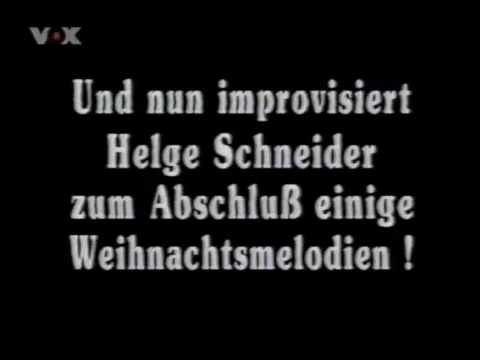 VOX
Und nun improvisiert
Helge Schneider
zum Abschluß einige
Weihnachtsmelodien !